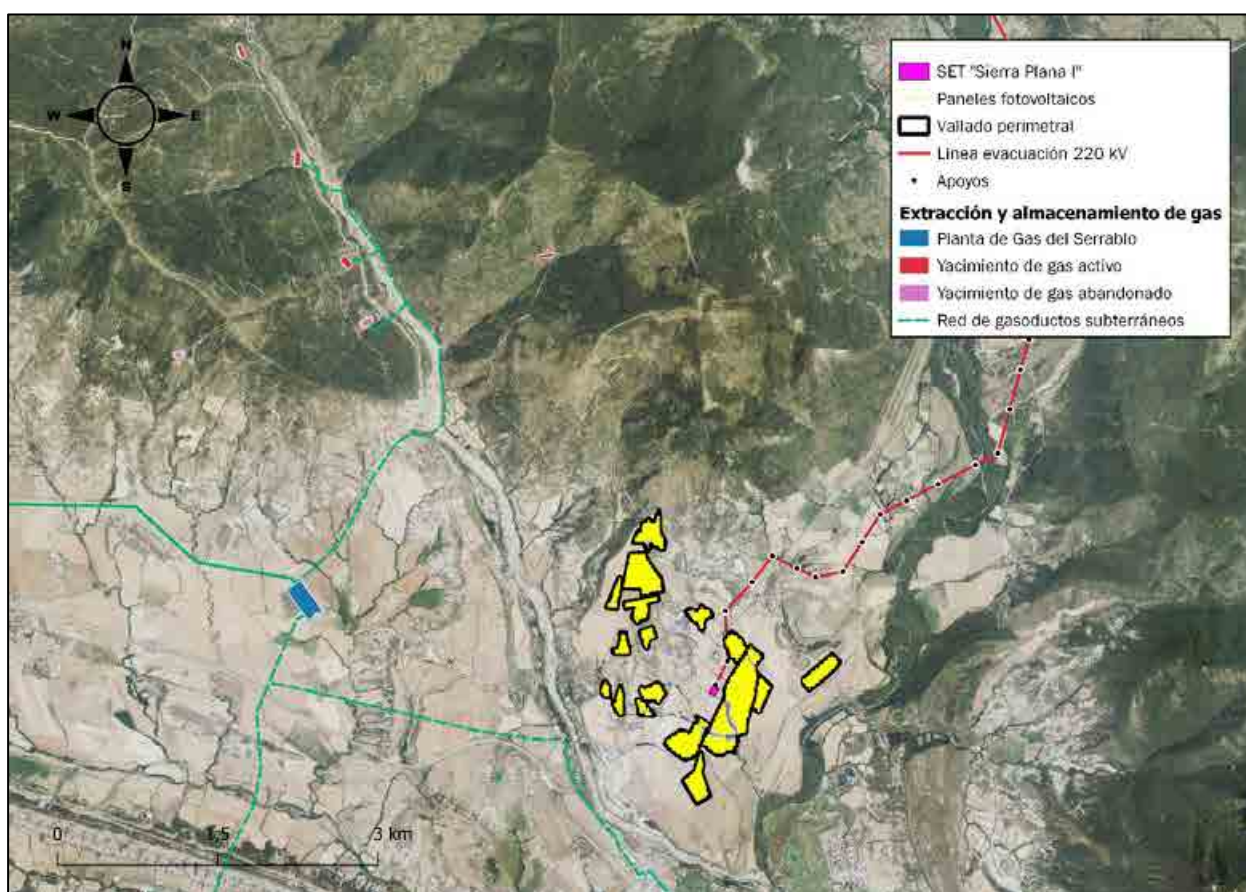 N
W E
S
SET "Sierra Plana I"
Paneles fotovoltaicos
Vallado perimetral
Linea evacuación 220 kV
Apoyos
Extracción y almacenamiento de gas
Planta de Gas del Serrablo
Yacimiento de gas activo
Yacimiento de gas abandonado
Red de gasoductos subterráneos
0 1,5 3 km